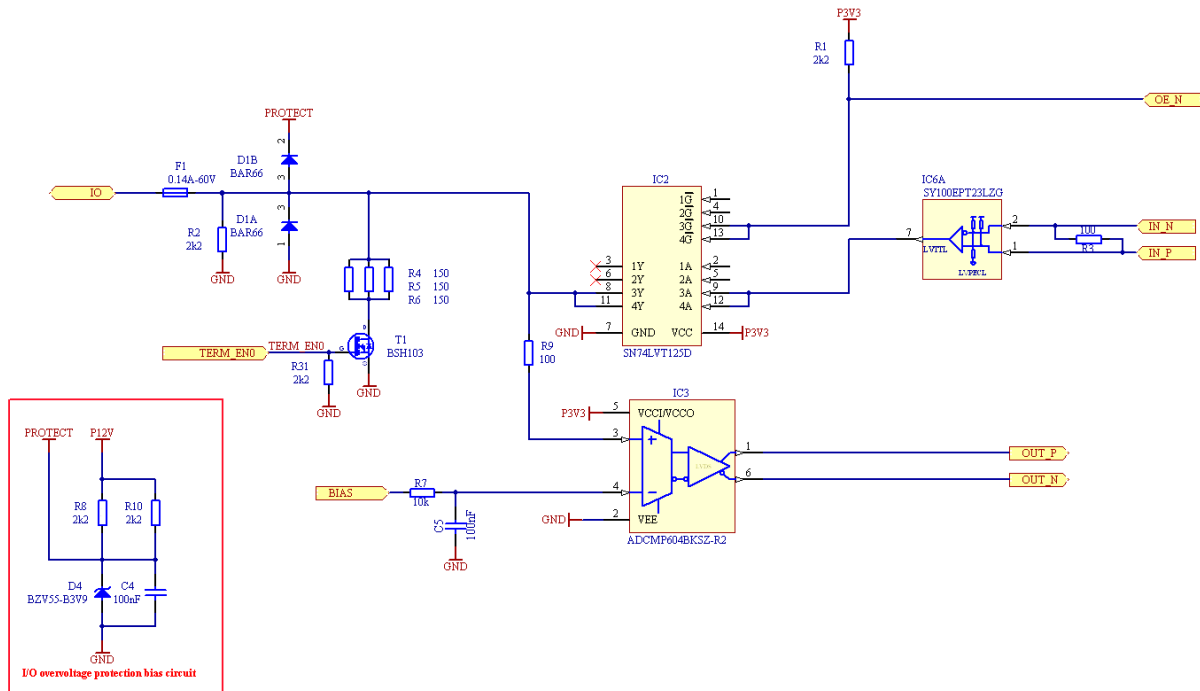 P3V3
R1
2k2
OE_N
PROTECT
2
D1B
BAR66
3
F1
0.14A-60V
IO
3
D1A
BAR66
1
R2
2k2
GND
GND
R4 150
R5 150
R6 150
D
T1
BSH103
G
TERM_EN0
TERM_EN0
R31
2k2
GND
GND
IC2
1G 1
2G 4
3G 10
4G 13
3 1Y 1A 2
6 2Y 2A 5
8 3Y 3A 9
11 4Y 4A 12
GND 7 GND VCC 14 P3V3
SN74LVT125D
IC6A
SY100EPT23LZG
7
LVTTL
LVPECL
2
1
100
R3
IN_N
IN_P
R9
100
IC3
P3V3 5 VCCI/VCCO
3 +
4 −
GND 2 VEE
1
6
ADCMP604BKSZ-R2
OUT_P
OUT_N
BIAS
R7
10k
C5
100nF
GND
PROTECT P12V
R8
2k2
R10
2k2
D4
BZV55-B3V9
C4
100nF
GND
I/O overvoltage protection bias circuit